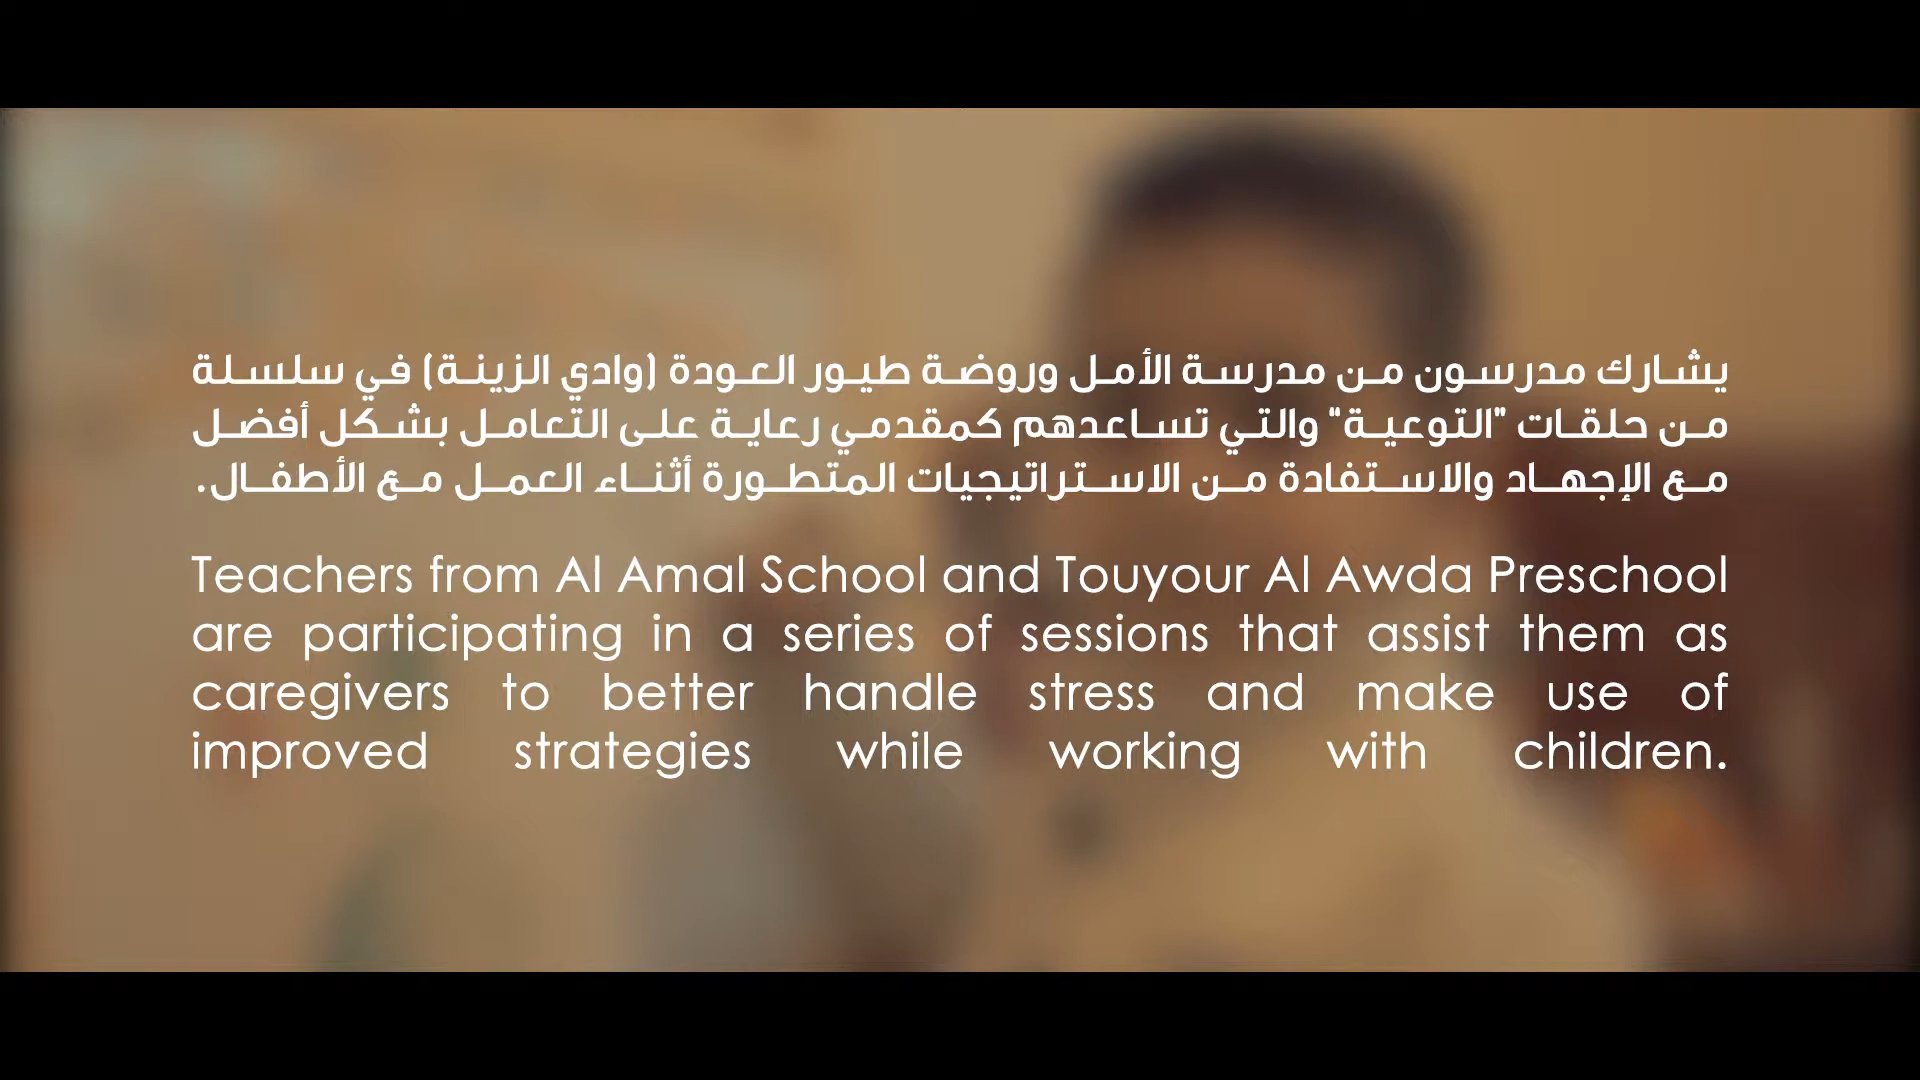 يشارك مدرسون من مدرسة الأمل وروضة طيور العودة (وادي الزينة) في سلسلة
من حلقات "التوعية" والتي تساعدهم كمقدمي رعاية على التعامل بشكل أفضل
مع الإجهاد والاستفادة من الاستراتيجيات المتطورة أثناء العمل مع الأطفال.
Teachers from Al Amal School and Touyour Al Awda Preschool
are participating in a series of sessions that assist them as
caregivers to better handle stress and make use of
improved strategies while working with children.